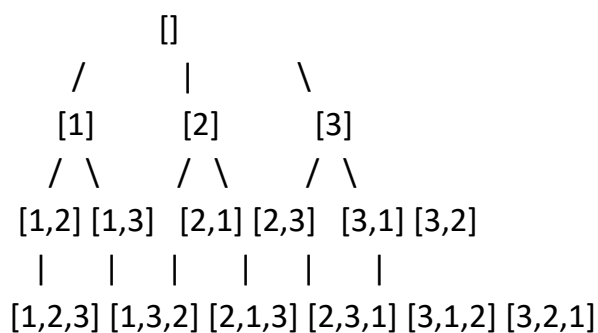 []
/ | \
[1] [2] [3]
/ \ / \ / \
[1,2] [1,3] [2,1] [2,3] [3,1] [3,2]
| | | | | |
[1,2,3] [1,3,2] [2,1,3] [2,3,1] [3,1,2] [3,2,1]